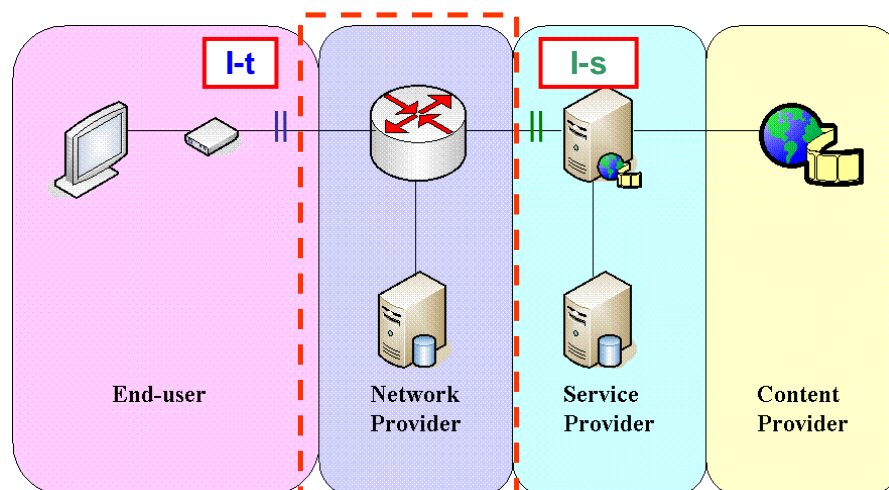 I-t
I-s
End-user
Network
Provider
Service
Provider
Content
Provider